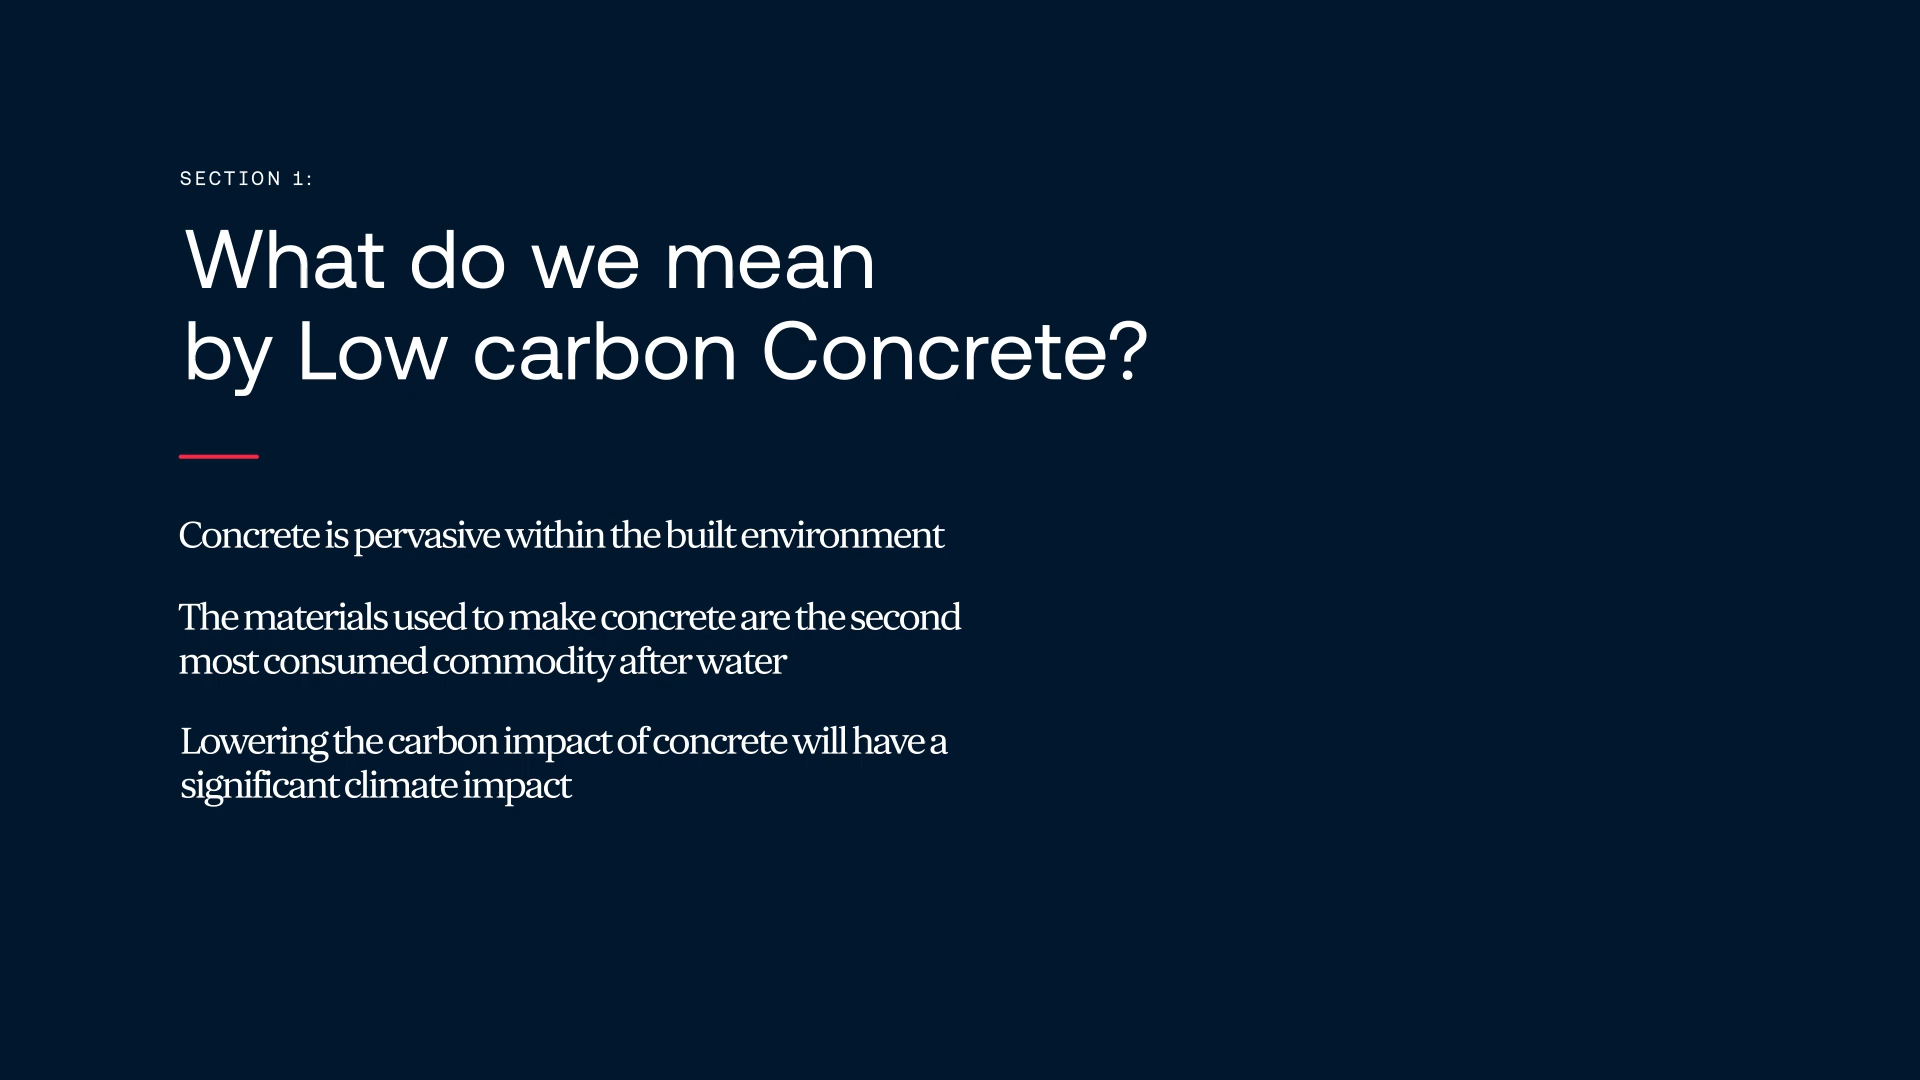 SECTION 1:
What do we mean
by Low carbon Concrete?
Concrete is pervasive within the built environment
The materials used to make concrete are the second
most consumed commodity after water
Lowering the carbon impact of concrete will have a
significant climate impact